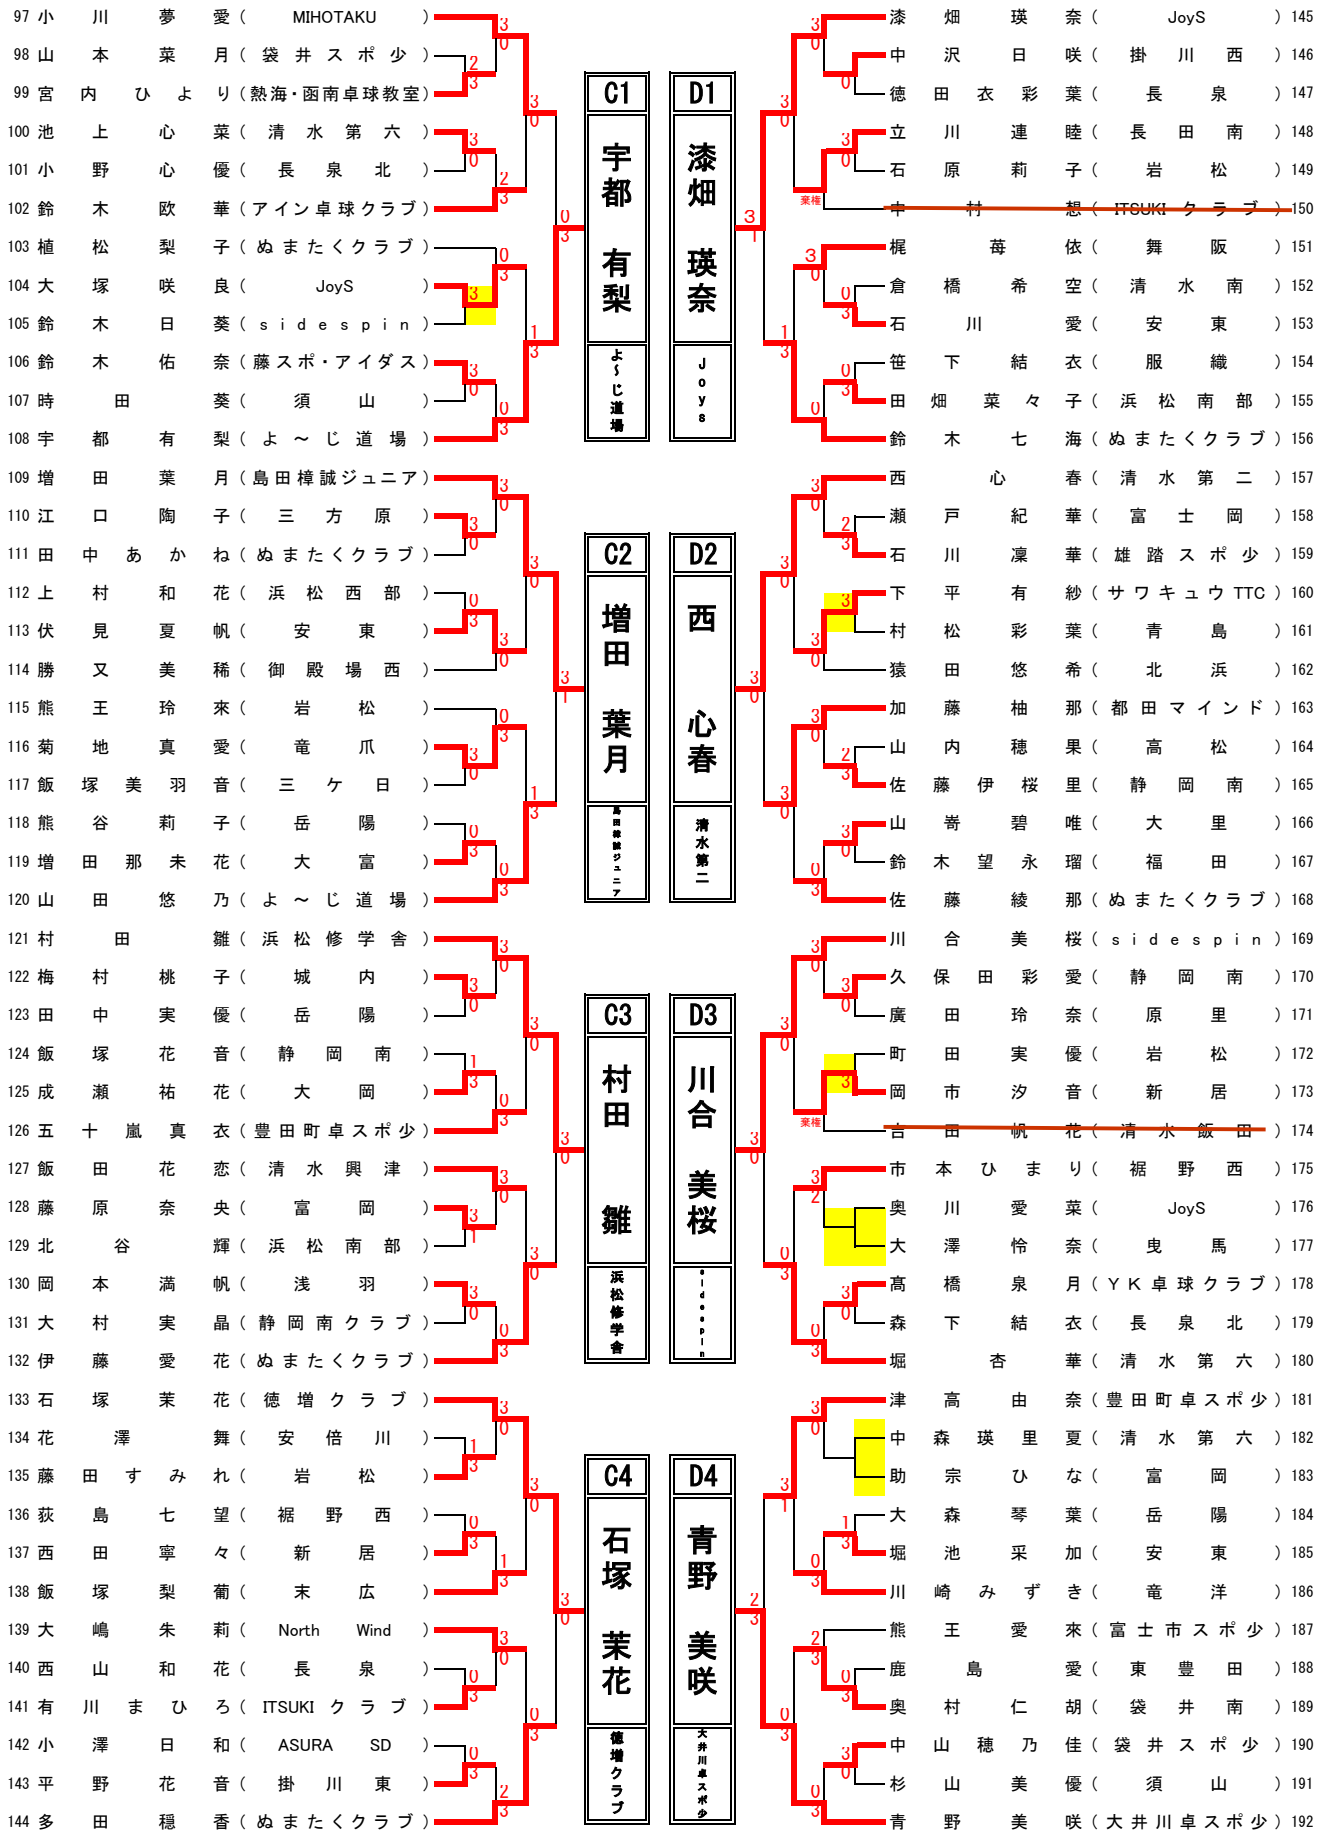 97 小川夢愛 ( MIHOTAKU )
98 山本菜月 ( 袋井スポ少 )
99 宮内ひより ( 熱海・函南卓球教室 )
100 池上心菜 ( 清水第六 )
101 小野心優 ( 長泉北 )
102 鈴木欧華 ( アイン卓球クラブ )
103 植松梨子 ( ぬまたくクラブ )
104 大塚咲良 ( JoyS )
105 鈴木日葵 ( sidespin )
106 鈴木佑奈 ( 藤スポ・アイダス )
107 時田葵 ( 須山 )
108 宇都有梨 ( よ～じ道場 )
109 増田葉月 ( 島田樟誠ジュニア )
110 江口陶子 ( 三方原 )
111 田中あかね ( ぬまたくクラブ )
112 上村和花 ( 浜松西部 )
113 伏見夏帆 ( 安東 )
114 勝又美稀 ( 御殿場西 )
115 熊王玲來 ( 岩松 )
116 菊地真愛 ( 竜爪 )
117 飯塚美羽音 ( 三ケ日 )
118 熊谷莉子 ( 岳陽 )
119 増田那未花 ( 大富 )
120 山田悠乃 ( よ～じ道場 )
121 村田雛 ( 浜松修学舎 )
122 梅村桃子 ( 城内 )
123 田中実優 ( 岳陽 )
124 飯塚花音 ( 静岡南 )
125 成瀬祐花 ( 大岡 )
126 五十嵐真衣 ( 豊田町卓スポ少 )
127 飯田花恋 ( 清水興津 )
128 藤原奈央 ( 富岡 )
129 北谷輝 ( 浜松南部 )
130 岡本満帆 ( 浅羽 )
131 大村実晶 ( 静岡南クラブ )
132 伊藤愛花 ( ぬまたくクラブ )
133 石塚茉花 ( 徳増クラブ )
134 花澤舞 ( 安倍川 )
135 藤田すみれ ( 岩松 )
136 荻島七望 ( 裾野西 )
137 西田寧々 ( 新居 )
138 飯塚梨葡 ( 末広 )
139 大嶋朱莉 ( North Wind )
140 西山和花 ( 長泉 )
141 有川まひろ ( ITSUKI クラブ )
142 小澤日和 ( ASURA SD )
143 平野花音 ( 掛川東 )
144 多田穏香 ( ぬまたくクラブ )
C1
宇都 有梨
よ～じ道場
C2
増田 葉月
島田樟誠ジュニア
C3
村田 雛
浜松修学舎
C4
石塚 茉花
徳増クラブ
D1
漆畑 瑛奈
Joys
D2
西 心春
清水第二
D3
川合 美桜
sidespin
D4
青野 美咲
大井川卓スポ少
漆畑瑛奈 ( JoyS ) 145
中沢日咲 ( 掛川西 ) 146
徳田衣彩葉 ( 長泉 ) 147
立川連睦 ( 長田南 ) 148
石原莉子 ( 岩松 ) 149
棄権
中村想 ( ITSUKI クラブ ) 150
梶苺依 ( 舞阪 ) 151
倉橋希空 ( 清水南 ) 152
石川愛 ( 安東 ) 153
笹下結衣 ( 服織 ) 154
田畑菜々子 ( 浜松南部 ) 155
鈴木七海 ( ぬまたくクラブ ) 156
西心春 ( 清水第二 ) 157
瀬戸紀華 ( 富士岡 ) 158
石川凜華 ( 雄踏スポ少 ) 159
下平有紗 ( サワキュウTTC ) 160
村松彩葉 ( 青島 ) 161
猿田悠希 ( 北浜 ) 162
加藤柚那 ( 都田マインド ) 163
山内穂果 ( 高松 ) 164
佐藤伊桜里 ( 静岡南 ) 165
山嵜碧唯 ( 大里 ) 166
鈴木望永瑠 ( 福田 ) 167
佐藤綾那 ( ぬまたくクラブ ) 168
川合美桜 ( sidespin ) 169
久保田彩愛 ( 静岡南 ) 170
廣田玲奈 ( 原里 ) 171
町田実優 ( 岩松 ) 172
岡市汐音 ( 新居 ) 173
棄権
吉田帆花 ( 清水飯田 ) 174
市本ひまり ( 裾野西 ) 175
奥川愛菜 ( JoyS ) 176
大澤怜奈 ( 曳馬 ) 177
髙橋泉月 ( YK卓球クラブ ) 178
森下結衣 ( 長泉北 ) 179
堀杏華 ( 清水第六 ) 180
津高由奈 ( 豊田町卓スポ少 ) 181
中森瑛里夏 ( 清水第六 ) 182
助宗ひな ( 富岡 ) 183
大森琴葉 ( 岳陽 ) 184
堀池采加 ( 安東 ) 185
川崎みずき ( 竜洋 ) 186
熊王愛來 ( 富士市スポ少 ) 187
鹿島愛 ( 東豊田 ) 188
奥村仁胡 ( 袋井南 ) 189
中山穂乃佳 ( 袋井スポ少 ) 190
杉山美優 ( 須山 ) 191
青野美咲 ( 大井川卓スポ少 ) 192